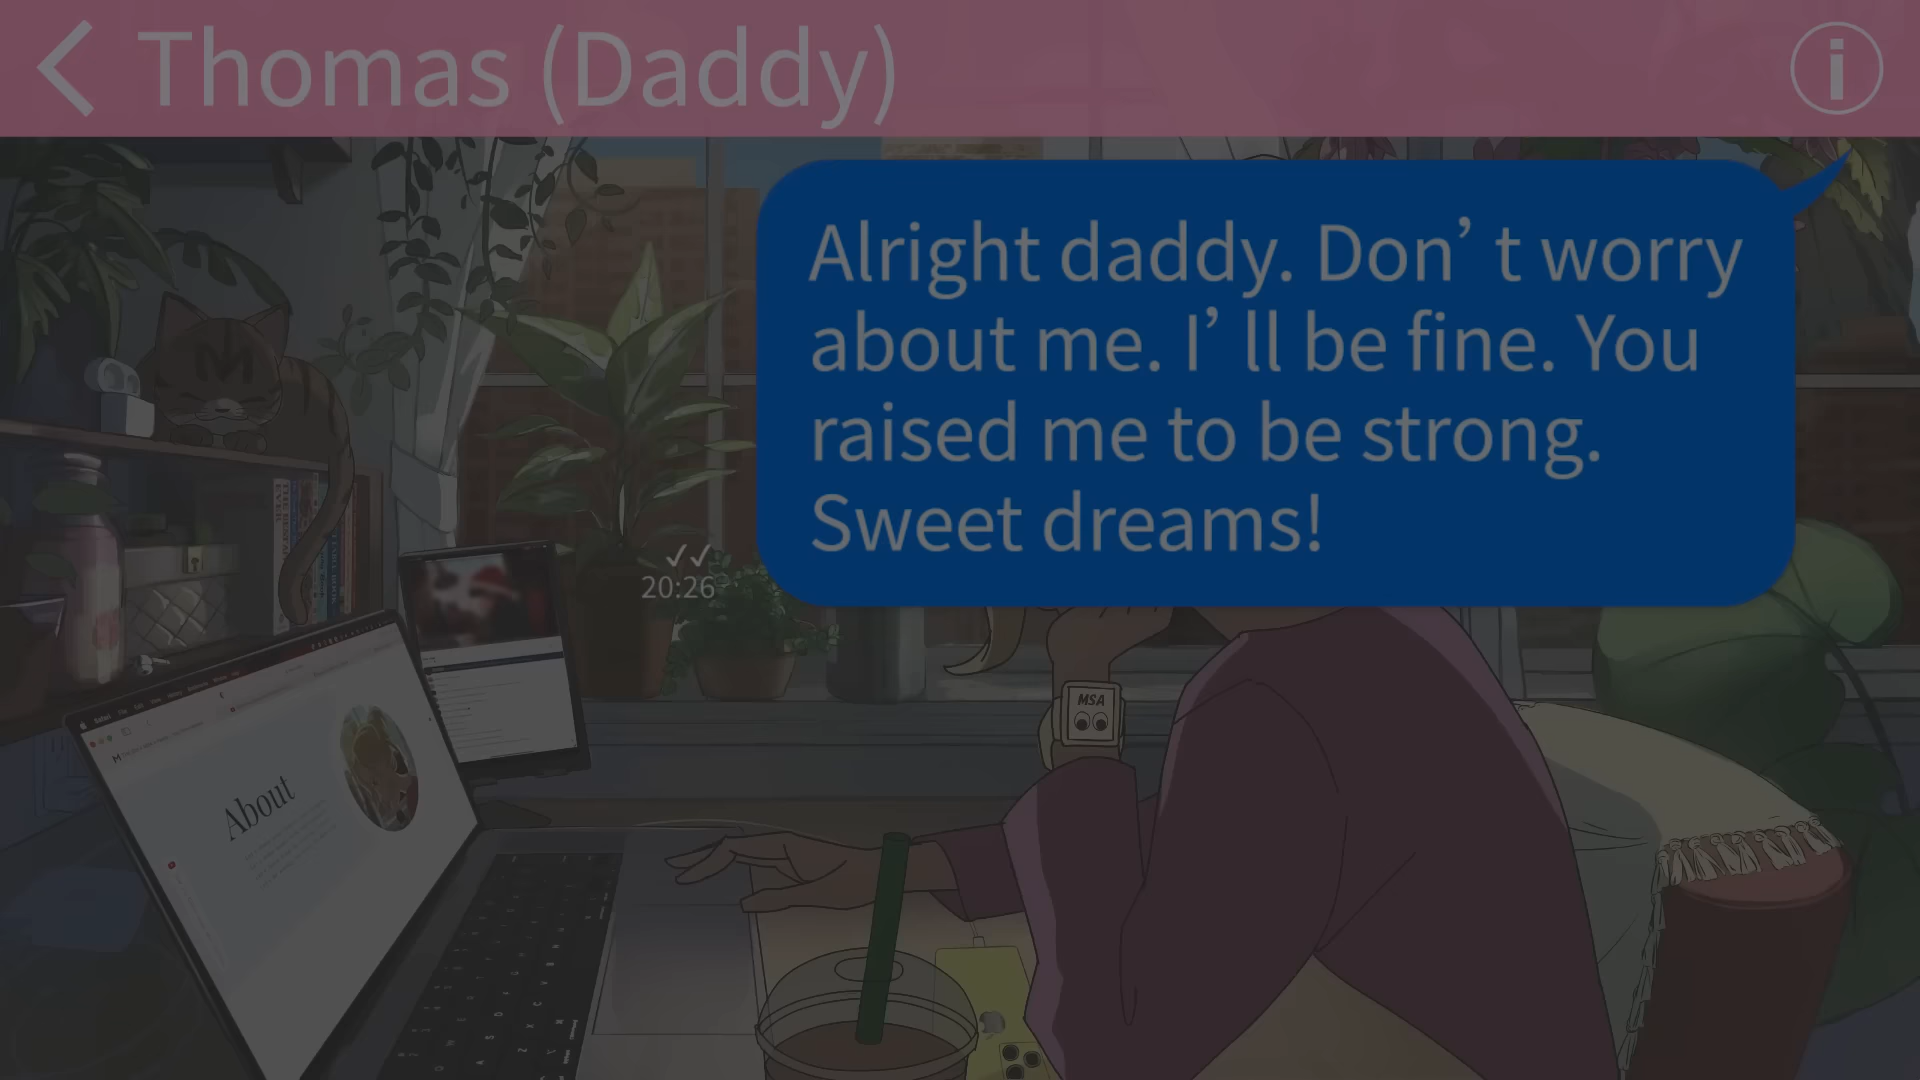 Thomas (Daddy)
Alright daddy. Don’t worry
about me. I’ll be fine. You
raised me to be strong.
Sweet dreams!
20:26
MSA
About
M